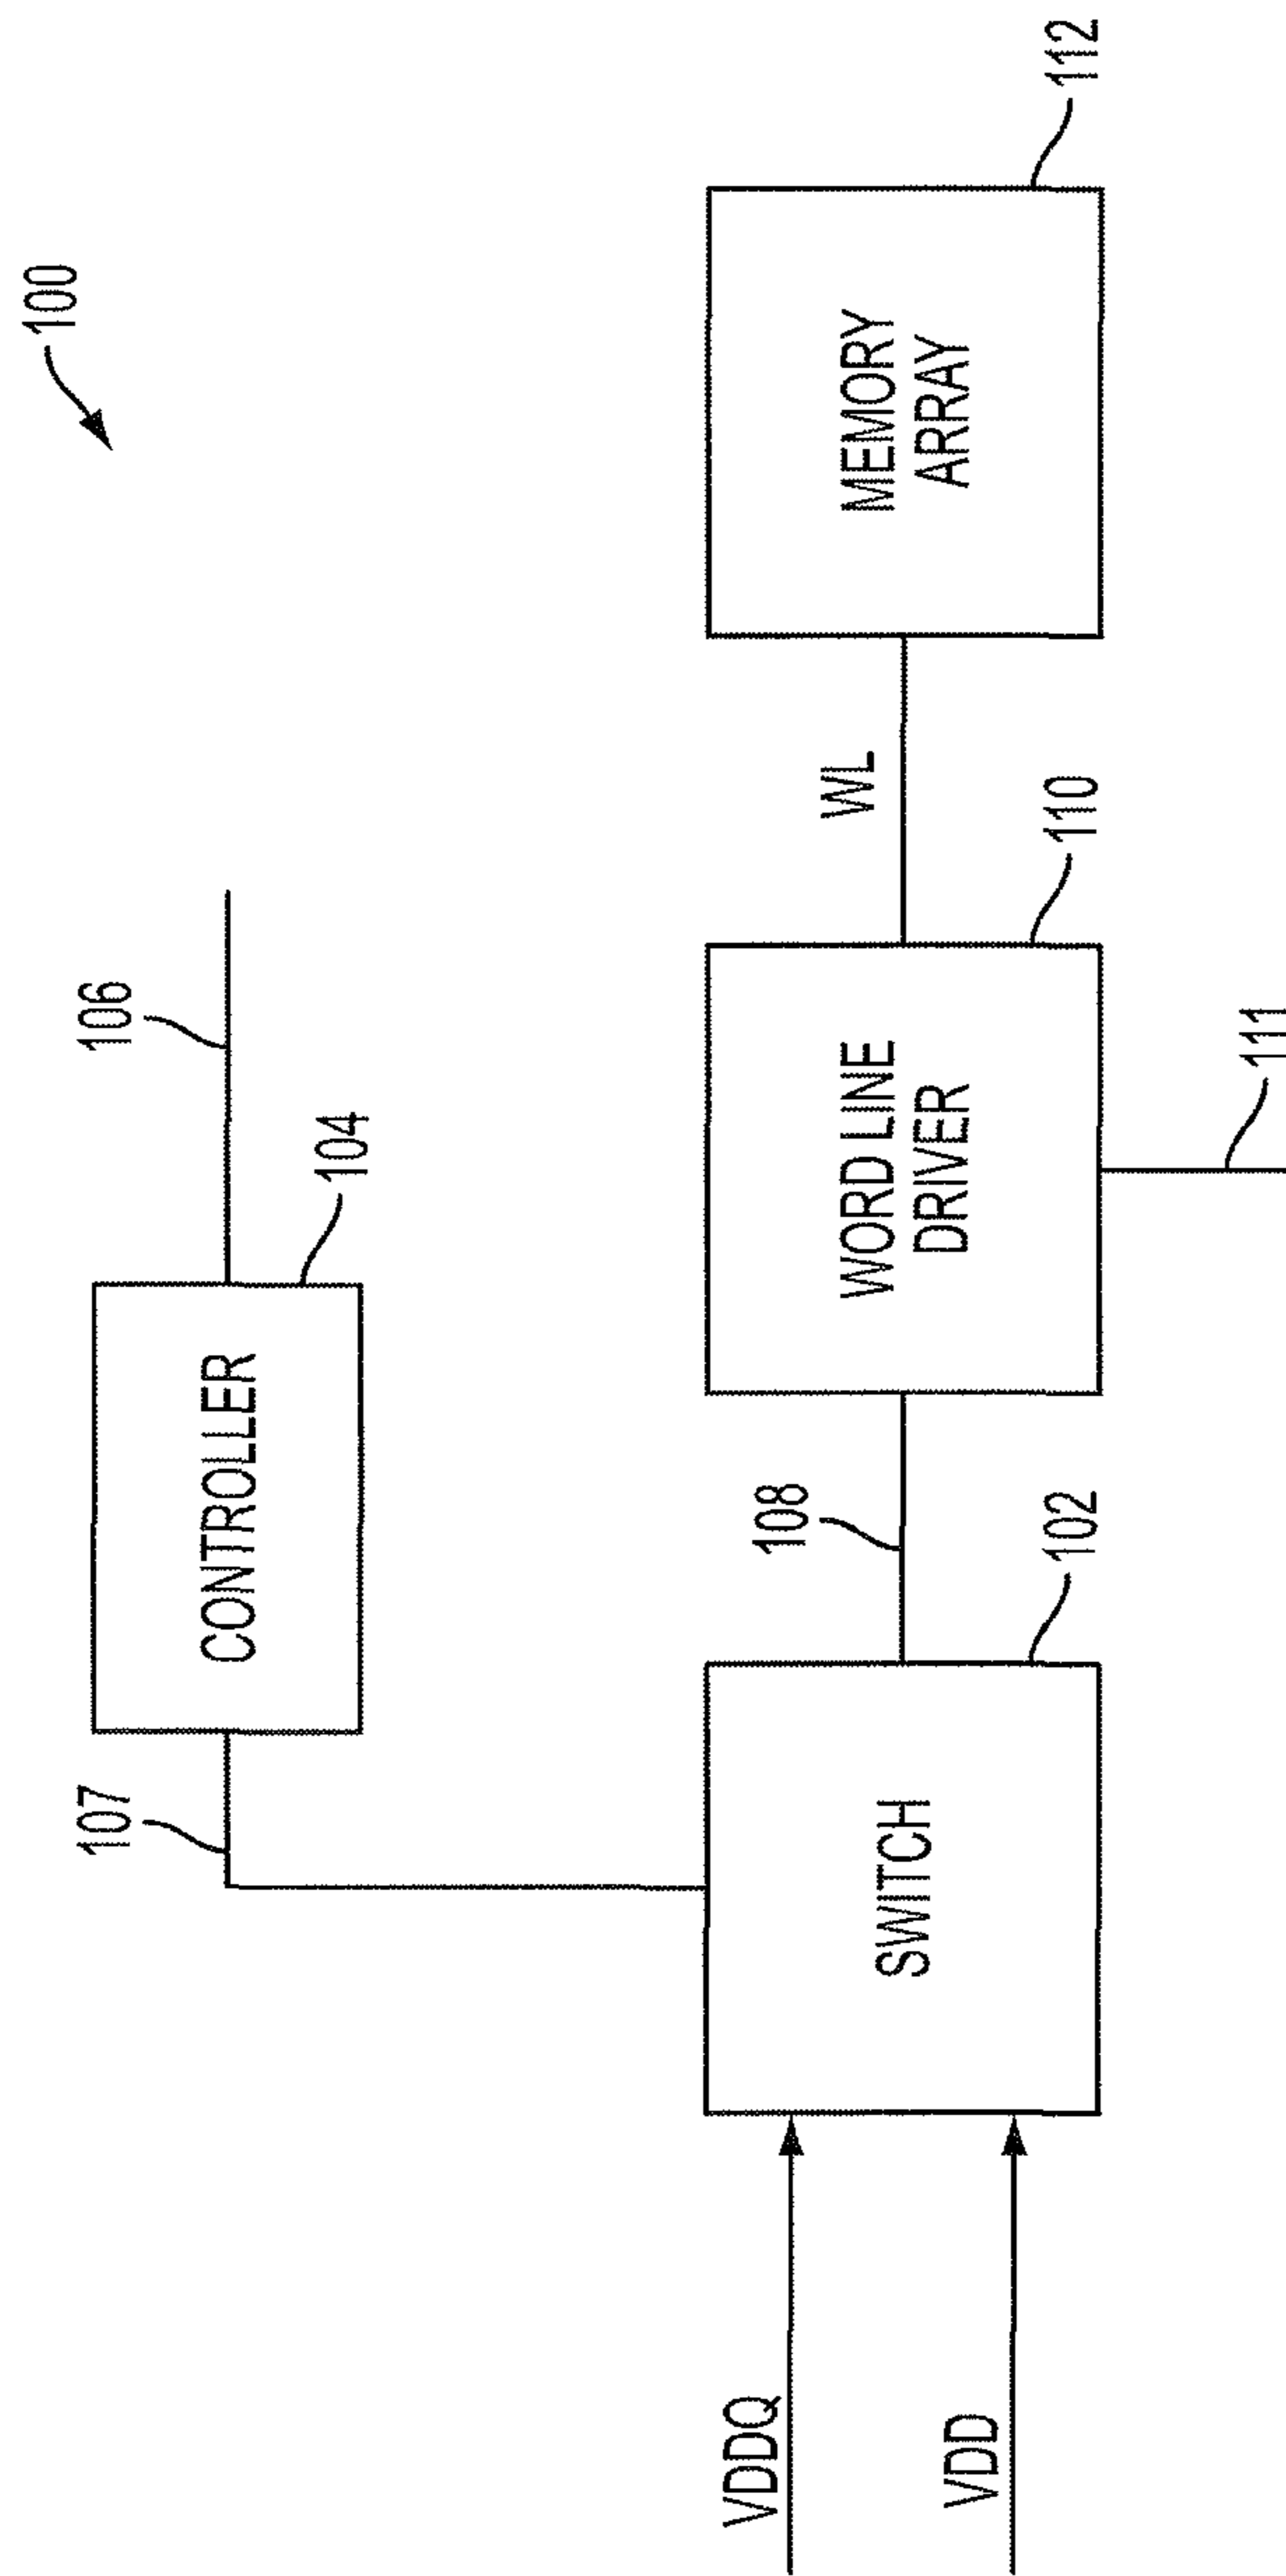 100
106
107
CONTROLLER
104
VDDQ
VDD
SWITCH
102
108
WORD LINE
DRIVER
110
111
WL
MEMORY
ARRAY
112